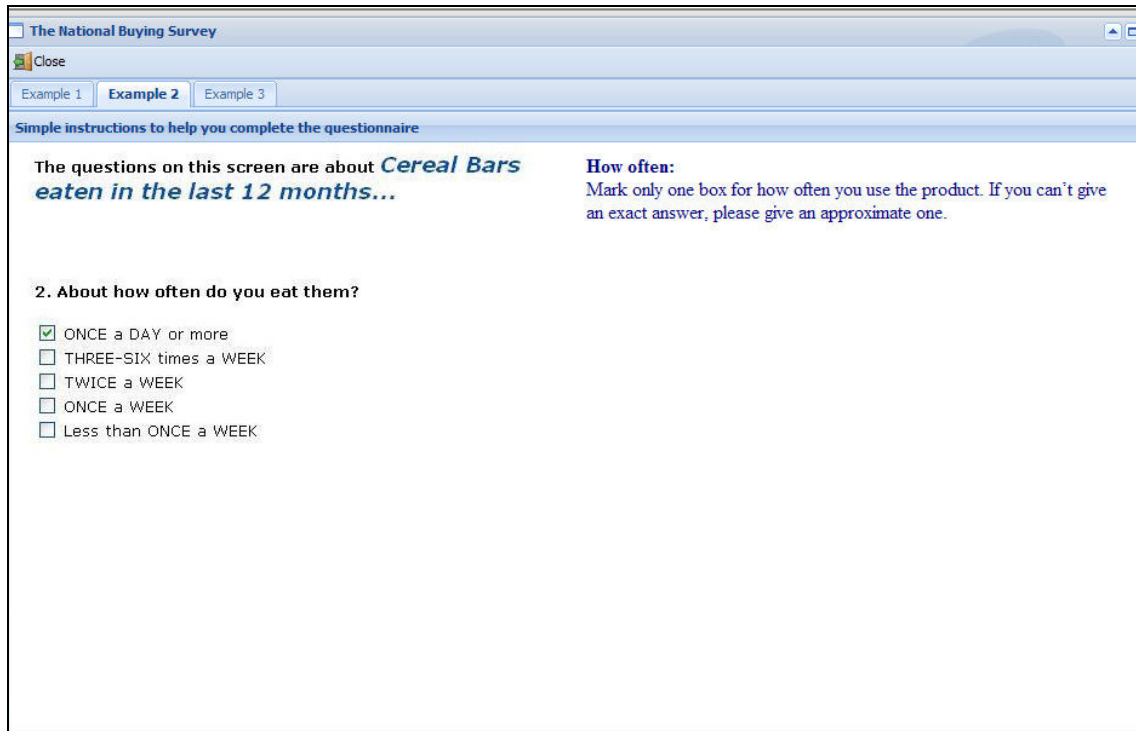 The National Buying Survey
Close
Example 1 Example 2 Example 3
Simple instructions to help you complete the questionnaire
The questions on this screen are about Cereal Bars
eaten in the last 12 months...
How often:
Mark only one box for how often you use the product. If you can't give
an exact answer, please give an approximate one.
2. About how often do you eat them?
ONCE a DAY or more
THREE-SIX times a WEEK
TWICE a WEEK
ONCE a WEEK
Less than ONCE a WEEK